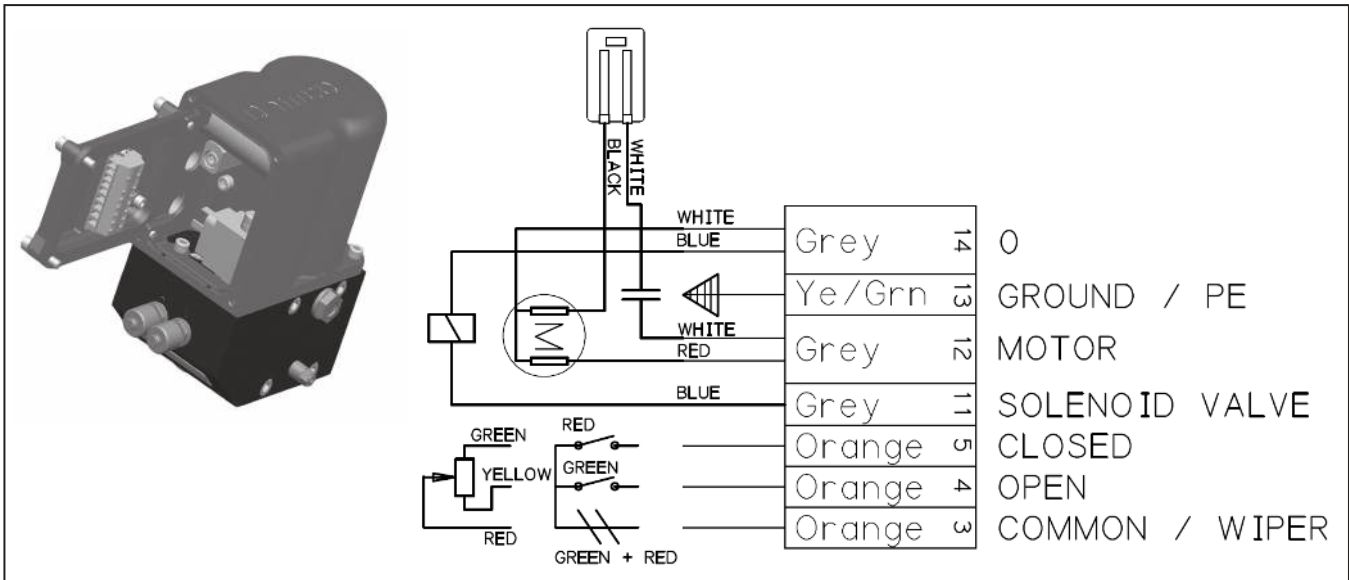 BLACK
WHITE
WHITE
BLUE
Grey 14 O
Ye/Grn 13 GROUND / PE
M
WHITE
RED
Grey 12 MOTOR
BLUE
Grey 11 SOLENOID VALVE
RED
GREEN
Orange 5 CLOSED
YELLOW
GREEN
Orange 4 OPEN
RED
Orange 3 COMMON / WIPER
GREEN + RED